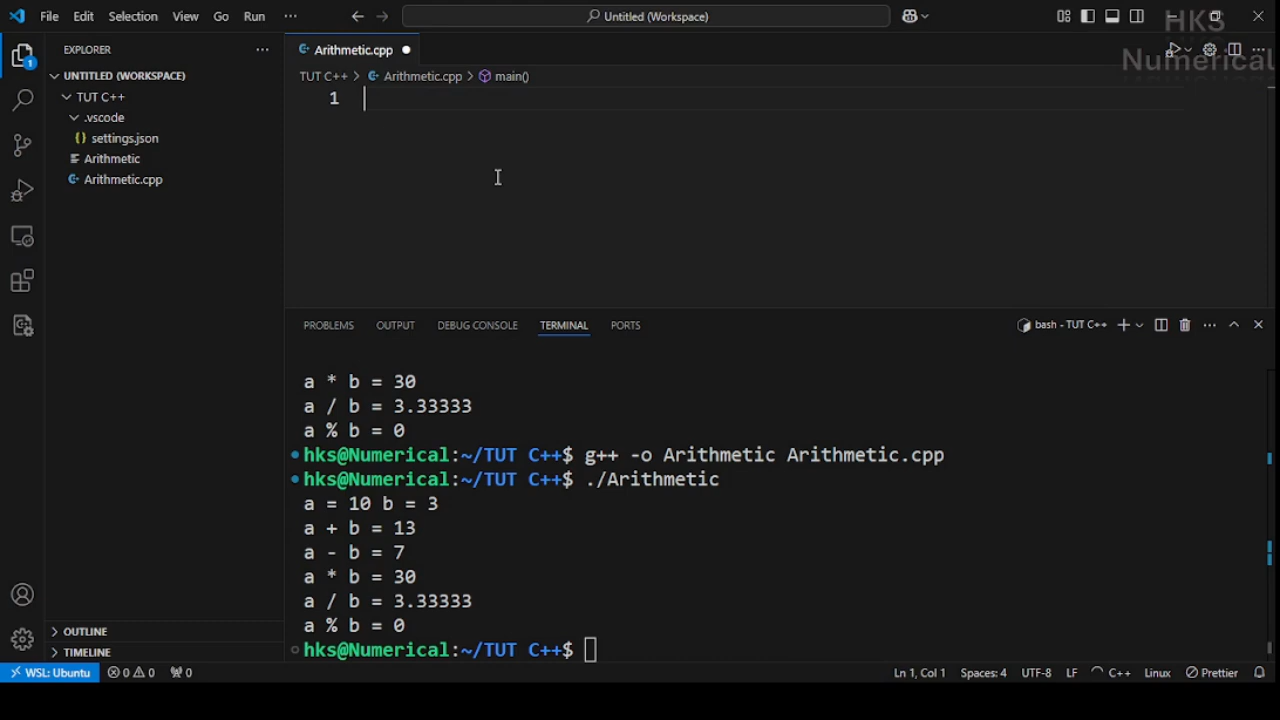 File Edit Selection View Go Run ··· Untitled (Workspace)
HKS
Numerical
EXPLORER ···
UNTITLED (WORKSPACE)
TUT C++
.vscode
{} settings.json
Arithmetic
Arithmetic.cpp
1
Arithmetic.cpp
TUT C++ > Arithmetic.cpp > main()
1
PROBLEMS OUTPUT DEBUG CONSOLE TERMINAL PORTS bash - TUT C++
a * b = 30
a / b = 3.33333
a % b = 0
hks@Numerical:~/TUT C++$ g++ -o Arithmetic Arithmetic.cpp
hks@Numerical:~/TUT C++$ ./Arithmetic
a = 10 b = 3
a + b = 13
a - b = 7
a * b = 30
a / b = 3.33333
a % b = 0
hks@Numerical:~/TUT C++$
OUTLINE
TIMELINE
WSL: Ubuntu 0 0 0 Ln 1, Col 1 Spaces: 4 UTF-8 LF C++ Linux Prettier